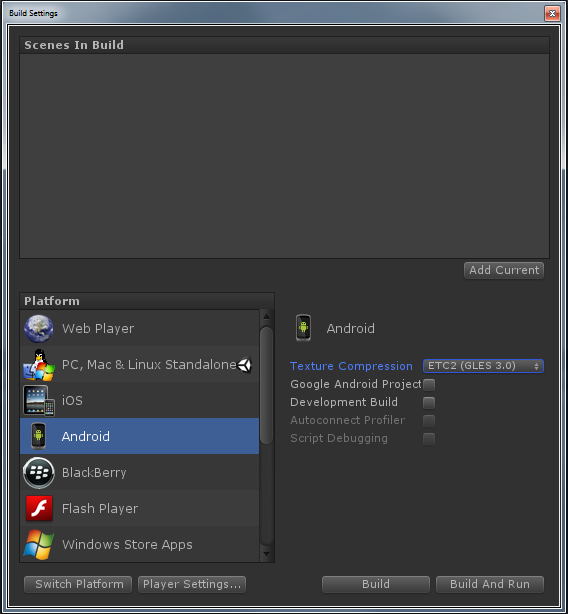 Build Settings
Scenes In Build
Add Current
Platform
Web Player
PC, Mac & Linux Standalone
iOS
Android
BlackBerry
Flash Player
Windows Store Apps
Android
Texture Compression ETC2 (GLES 3.0)
Google Android Project
Development Build
Autoconnect Profiler
Script Debugging
Switch Platform Player Settings... Build Build And Run